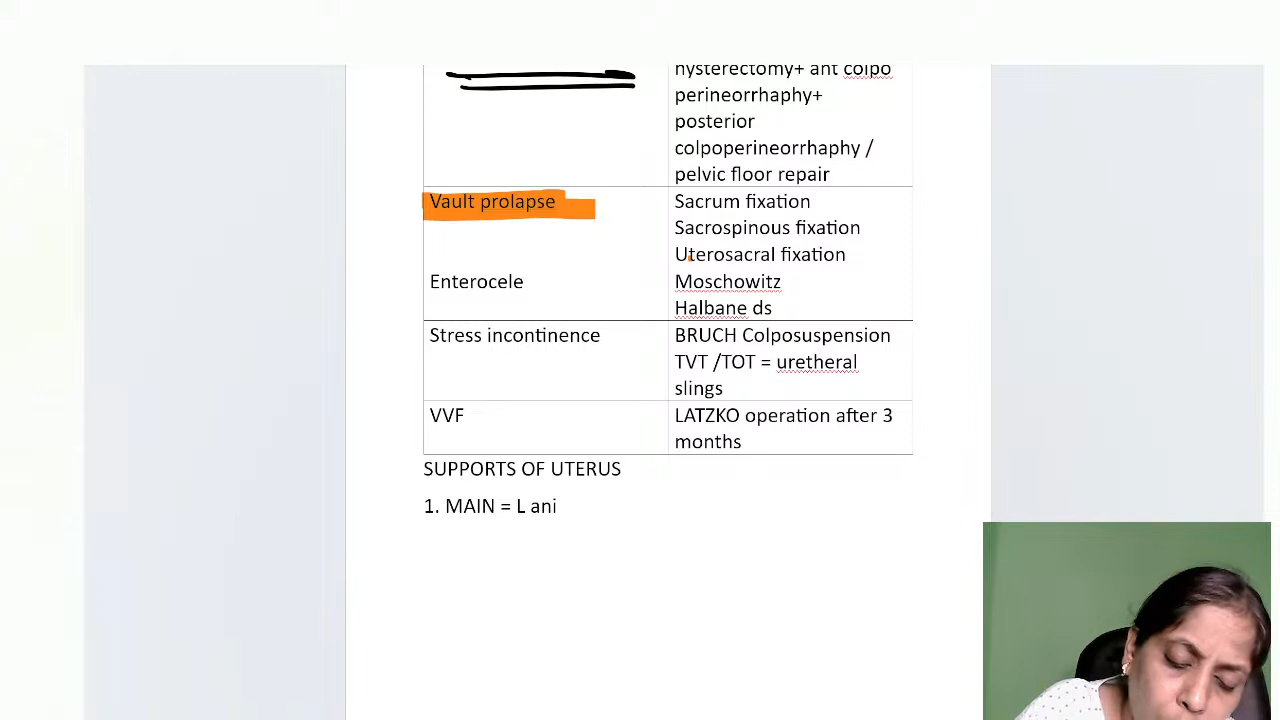 hysterectomy+ ant colpo
perineorrhaphy+
posterior
colpoperineorrhaphy /
pelvic floor repair
Vault prolapse
Sacrum fixation
Sacrospinous fixation
Uterosacral fixation
Enterocele
Moschowitz
Halbane ds
Stress incontinence
BRUCH Colposuspension
TVT /TOT = uretheral
slings
VVF
LATZKO operation after 3
months
SUPPORTS OF UTERUS
1. MAIN = L ani